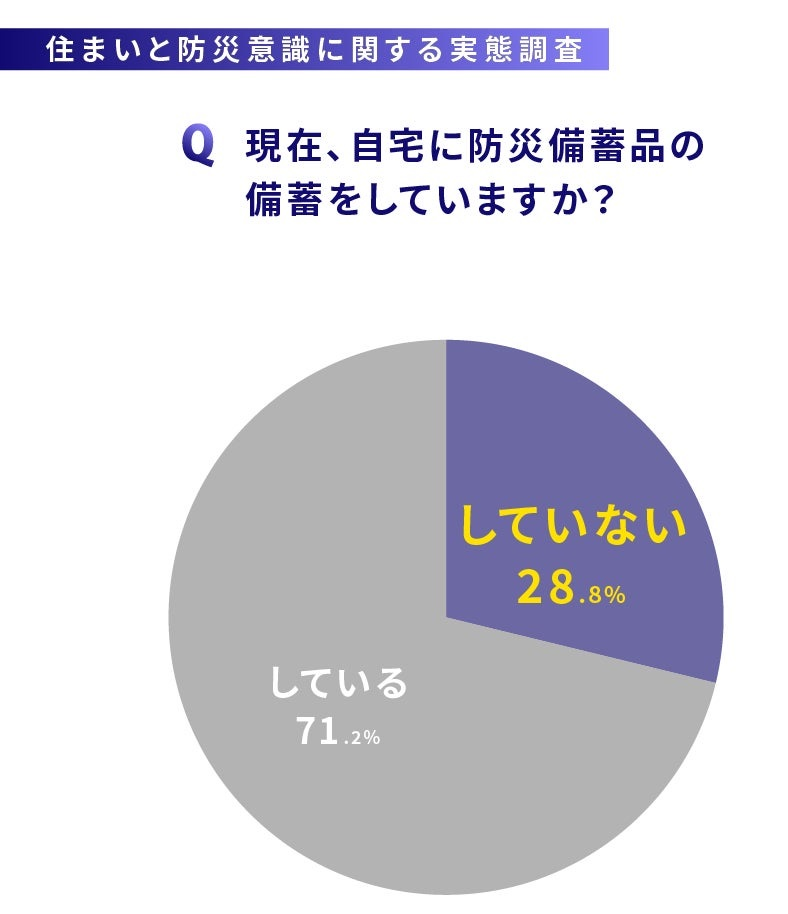 住まいと防災意識に関する実態調査
Q 現在、自宅に防災備蓄品の
備蓄をしていますか？
していない
28.8%
している
71.2%